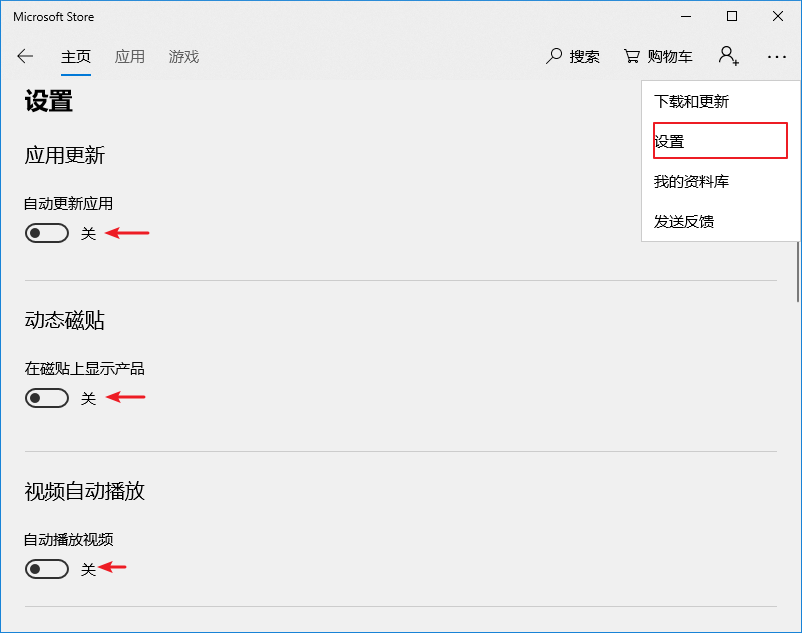 Microsoft Store
主页 应用 游戏 搜索 购物车
设置
下载和更新
设置
我的资料库
发送反馈
应用更新
自动更新应用
关
动态磁贴
在磁贴上显示产品
关
视频自动播放
自动播放视频
关